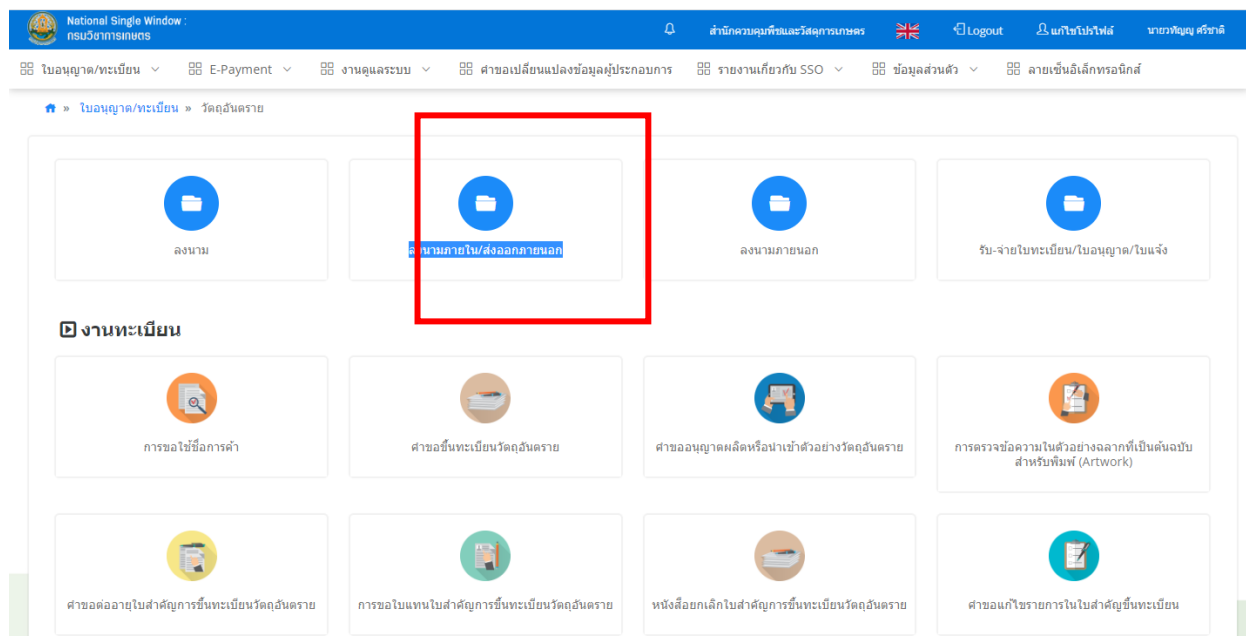 National Single Window :
กรมวิชาการเกษตร
สำนักควบคุมพืชและวัสดุการเกษตร
Logout
แก้ไขโปรไฟล์
นายวทัญญู ศรีชาติ
ใบอนุญาต/ทะเบียน
E-Payment
งานดูแลระบบ
คำขอเปลี่ยนแปลงข้อมูลผู้ประกอบการ
รายงานเกี่ยวกับ SSO
ข้อมูลส่วนตัว
ลายเซ็นอิเล็กทรอนิกส์
» ใบอนุญาต/ทะเบียน » วัตถุอันตราย
ลงนาม
ลงนามภายใน/ส่งออกภายนอก
ลงนามภายนอก
รับ-จ่ายใบทะเบียน/ใบอนุญาต/ใบแจ้ง
งานทะเบียน
การขอใช้ชื่อการค้า
คำขอขึ้นทะเบียนวัตถุอันตราย
คำขออนุญาตผลิตหรือนำเข้าตัวอย่างวัตถุอันตราย
การตรวจข้อความในตัวอย่างฉลากที่เป็นต้นฉบับ
สำหรับพิมพ์ (Artwork)
คำขอต่ออายุใบสำคัญการขึ้นทะเบียนวัตถุอันตราย
การขอใบแทนใบสำคัญการขึ้นทะเบียนวัตถุอันตราย
หนังสือยกเลิกใบสำคัญการขึ้นทะเบียนวัตถุอันตราย
คำขอแก้ไขรายการในใบสำคัญขึ้นทะเบียน